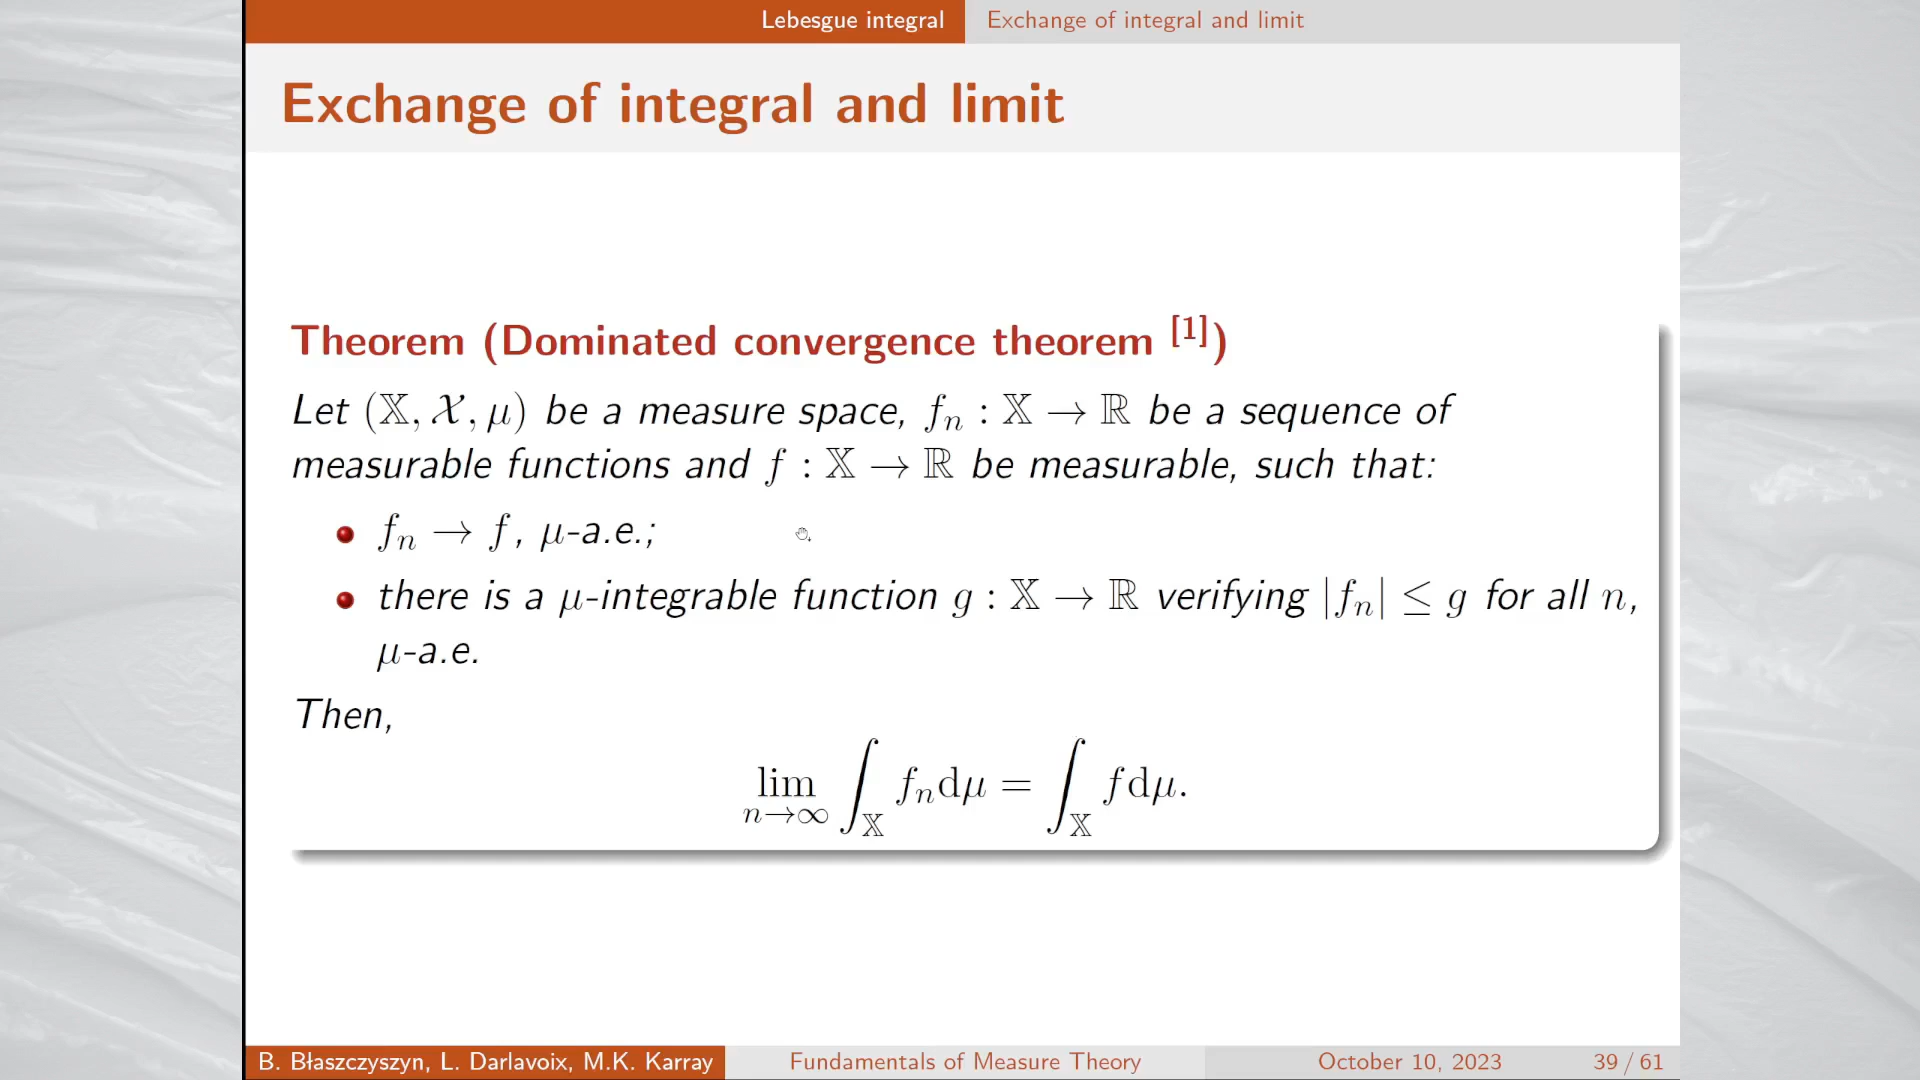 Lebesgue integral Exchange of integral and limit
Exchange of integral and limit
Theorem (Dominated convergence theorem [1])
Let (𝕏, 𝒳, μ) be a measure space, fₙ : 𝕏 → ℝ be a sequence of
measurable functions and f : 𝕏 → ℝ be measurable, such that:
• fₙ → f, μ-a.e.;
• there is a μ-integrable function g : 𝕏 → ℝ verifying |fₙ| ≤ g for all n,
μ-a.e.
Then,
lim_{n→∞} ∫_𝕏 fₙdμ = ∫_𝕏 fdμ.
B. Błaszczyszyn, L. Darlavoix, M.K. Karray Fundamentals of Measure Theory October 10, 2023 39 / 61